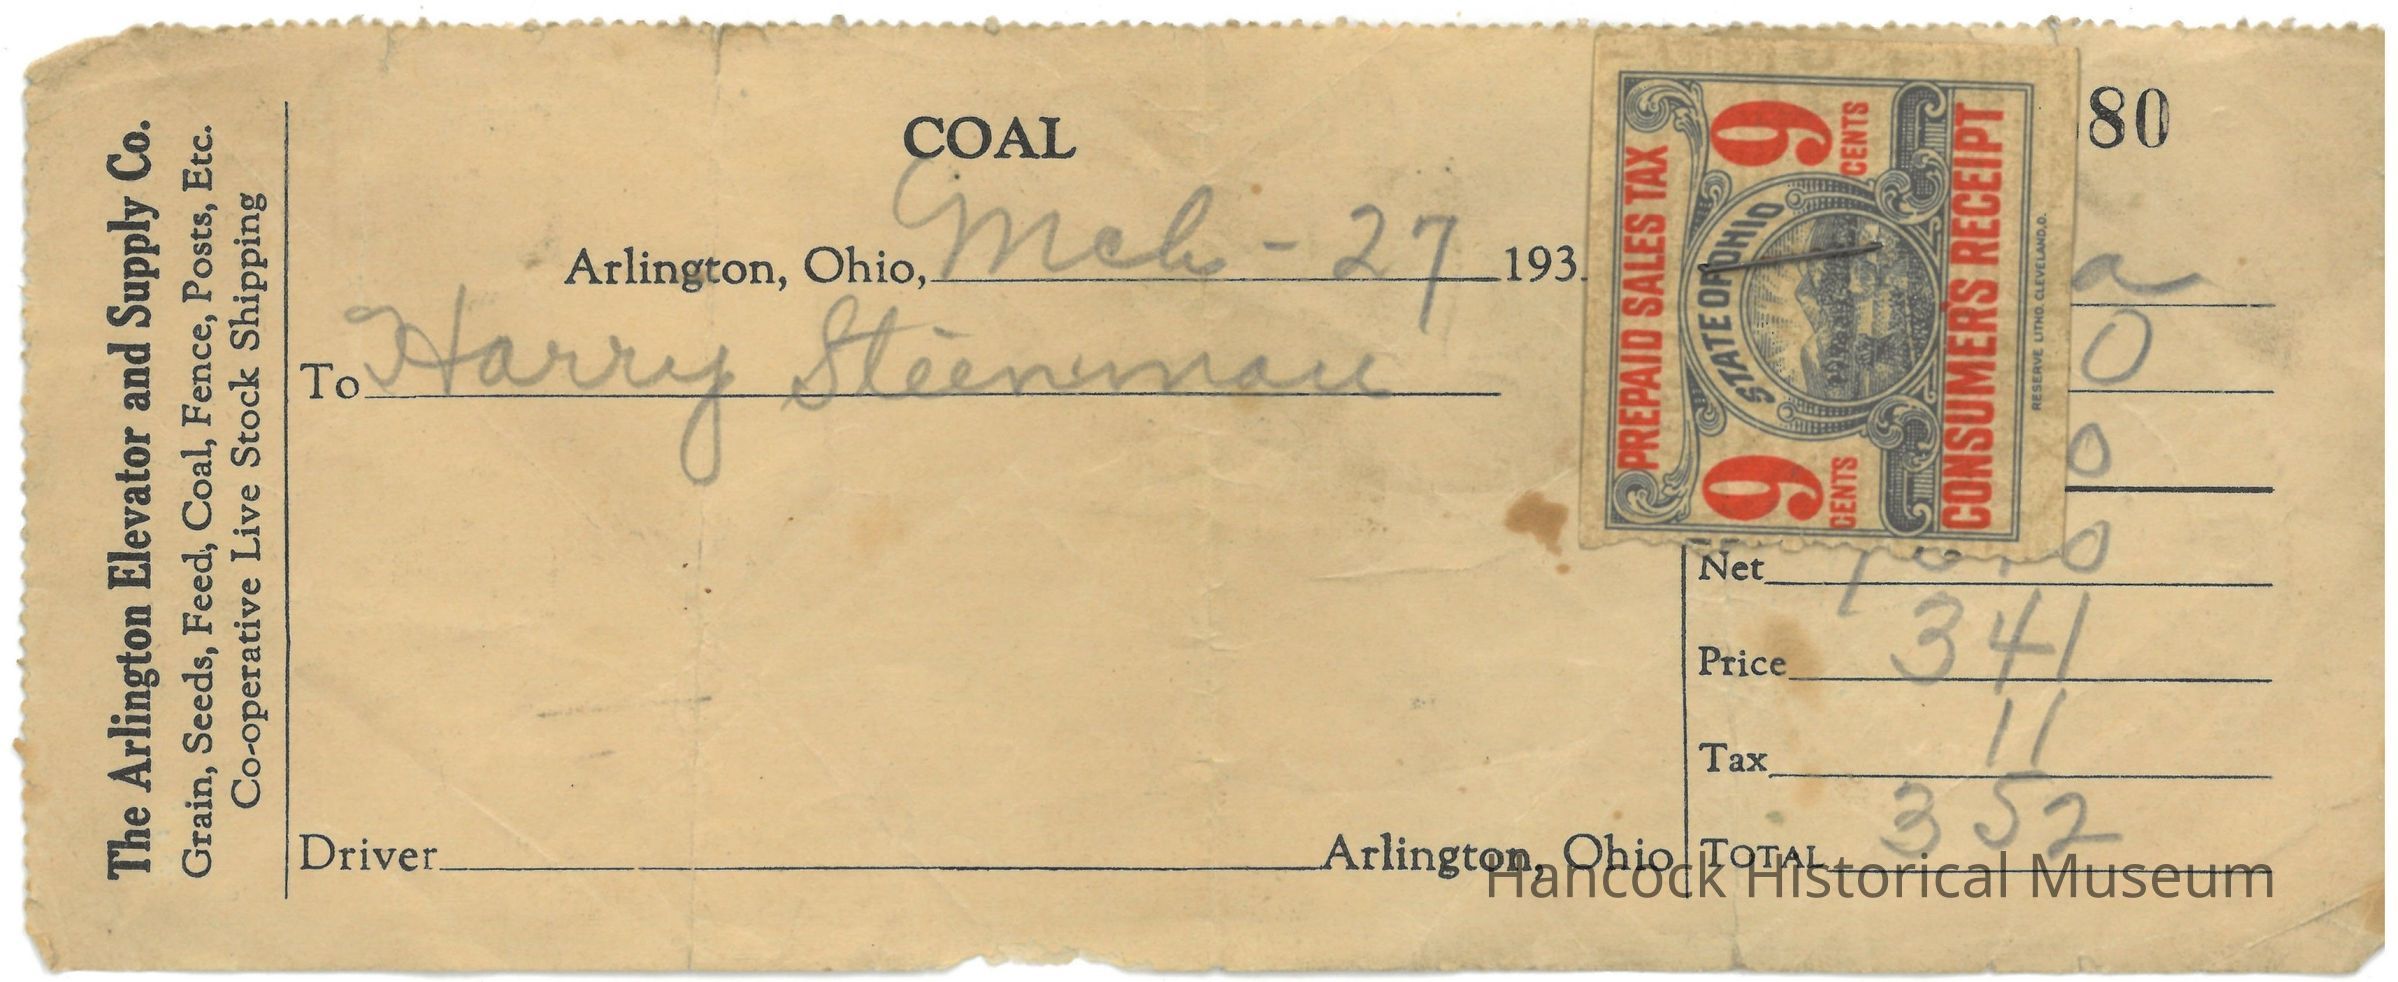 The Arlington Elevator and Supply Co.
Grain, Seeds, Feed, Coal, Fence, Posts, Etc.
Co-operative Live Stock Shipping
COAL
80
Arlington, Ohio, Mch - 27 193
To Harry Steinman
PREPAID SALES TAX
9 CENTS
9 CENTS
STATE OF OHIO
CONSUMER'S RECEIPT
RESERVE LITHO. CLEVELAND, O.
a
0
0
Net
Price 341
Tax 11
TOTAL 352
Driver Arlington, Ohio
Hancock Historical Museum